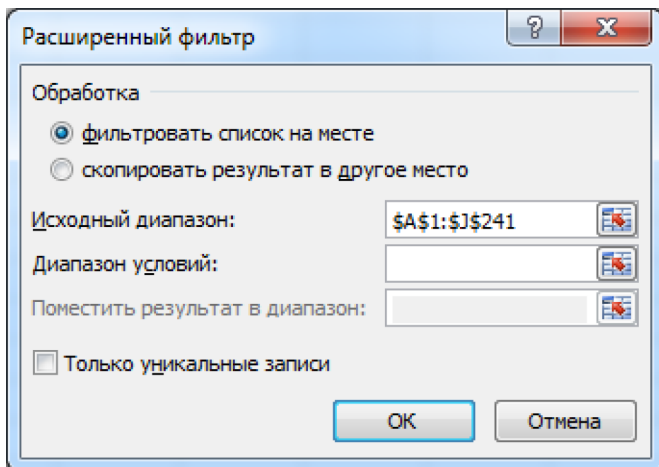 Расширенный фильтр
Обработка
фильтровать список на месте
скопировать результат в другое место
Исходный диапазон: $A$1:$J$241
Диапазон условий:
Поместить результат в диапазон:
Только уникальные записи
ОК Отмена